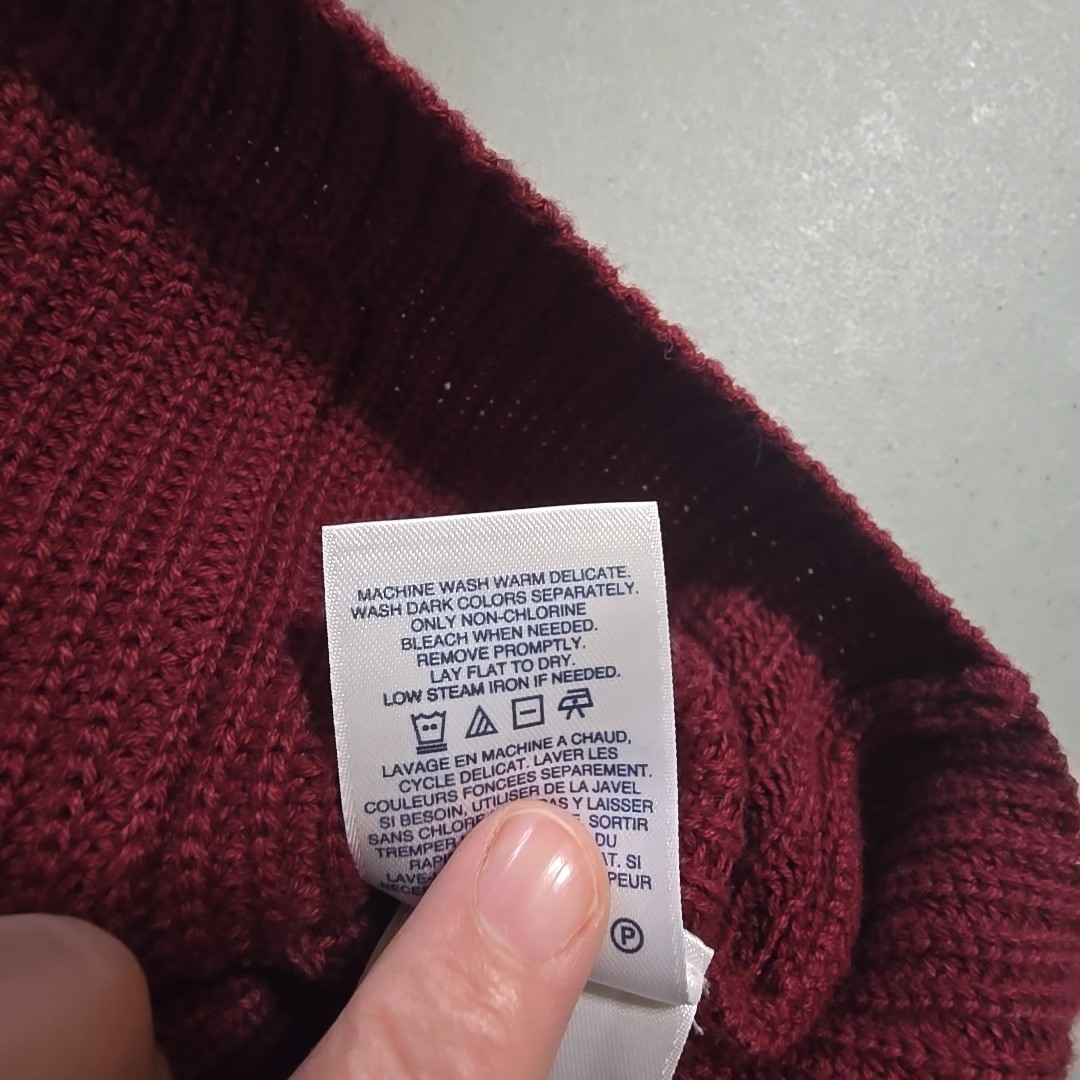 MACHINE WASH WARM DELICATE.
WASH DARK COLORS SEPARATELY.
ONLY NON-CHLORINE
BLEACH WHEN NEEDED.
REMOVE PROMPTLY.
LAY FLAT TO DRY.
LOW STEAM IRON IF NEEDED.
LAVAGE EN MACHINE A CHAUD,
CYCLE DELICAT. LAVER LES
COULEURS FONCEES SEPAREMENT.
SI BESOIN, UTILISER DE LA JAVEL
SANS Y LAISSER
TREMPER SORTIR
DU
SI
P